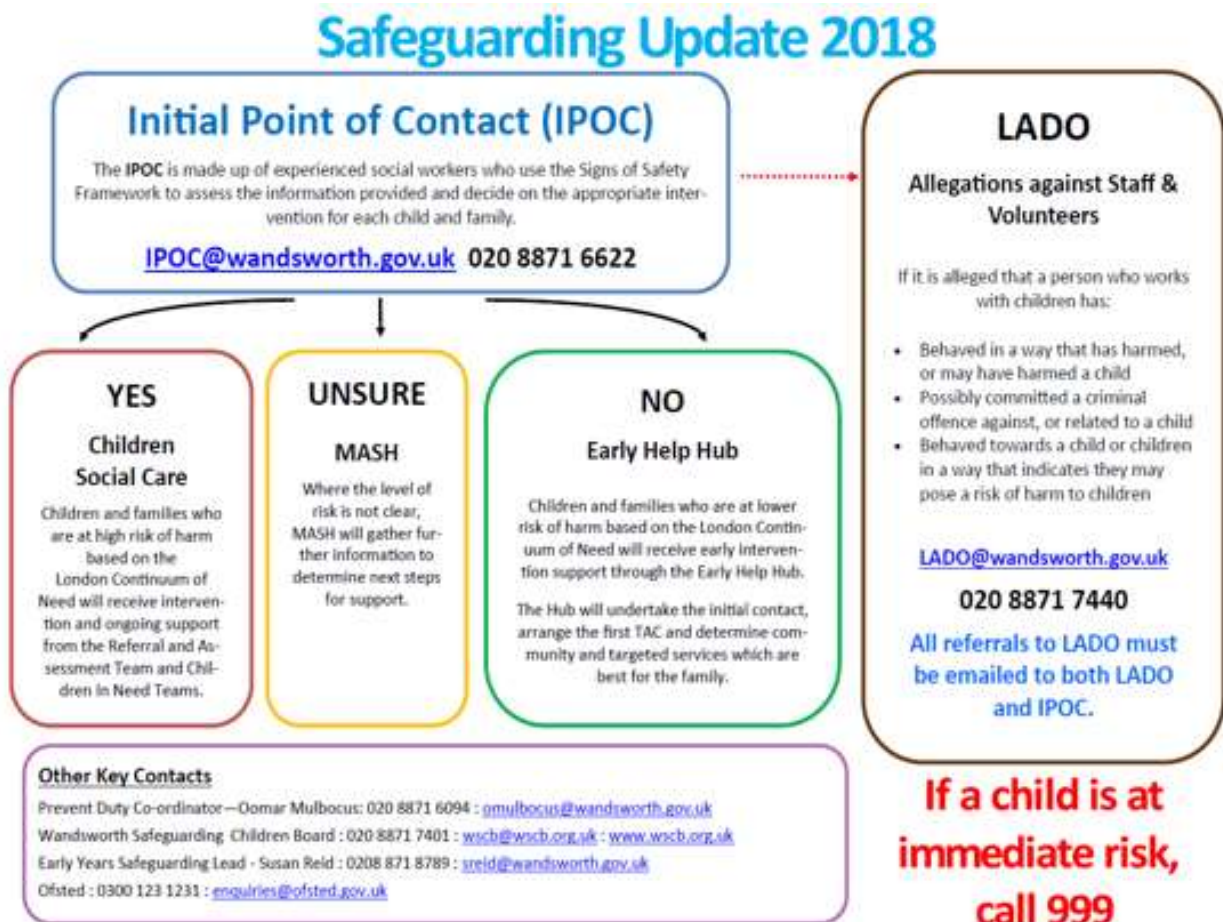 Safeguarding Update 2018
Initial Point of Contact (IPOC)
The IPOC is made up of experienced social workers who use the Signs of Safety
Framework to assess the information provided and decide on the appropriate inter-
vention for each child and family.
IPOC@wandsworth.gov.uk 020 8871 6622
YES
Children
Social Care
Children and families who
are at high risk of harm
based on the
London Continuum of
Need will receive interven-
tion and ongoing support
from the Referral and As-
sessment Team and Chil-
dren In Need Teams.
UNSURE
MASH
Where the level of
risk is not clear,
MASH will gather fur-
ther information to
determine next steps
for support.
NO
Early Help Hub
Children and families who are at lower
risk of harm based on the London Contin-
uum of Need will receive early interven-
tion support through the Early Help Hub.
The Hub will undertake the initial contact,
arrange the first TAC and determine com-
munity and targeted services which are
best for the family.
LADO
Allegations against Staff &
Volunteers
If it is alleged that a person who works
with children has:
• Behaved in a way that has harmed,
or may have harmed a child
• Possibly committed a criminal
offence against, or related to a child
• Behaved towards a child or children
in a way that indicates they may
pose a risk of harm to children
LADO@wandsworth.gov.uk
020 8871 7440
All referrals to LADO must
be emailed to both LADO
and IPOC.
Other Key Contacts
Prevent Duty Co-ordinator—Oomar Mulbocus: 020 8871 6094 : omulbocus@wandsworth.gov.uk
Wandsworth Safeguarding Children Board : 020 8871 7401 : wscb@wscb.org.uk : www.wscb.org.uk
Early Years Safeguarding Lead - Susan Reid : 0208 871 8789 : sreid@wandsworth.gov.uk
Ofsted : 0300 123 1231 : enquiries@ofsted.gov.uk
If a child is at
immediate risk,
call 999